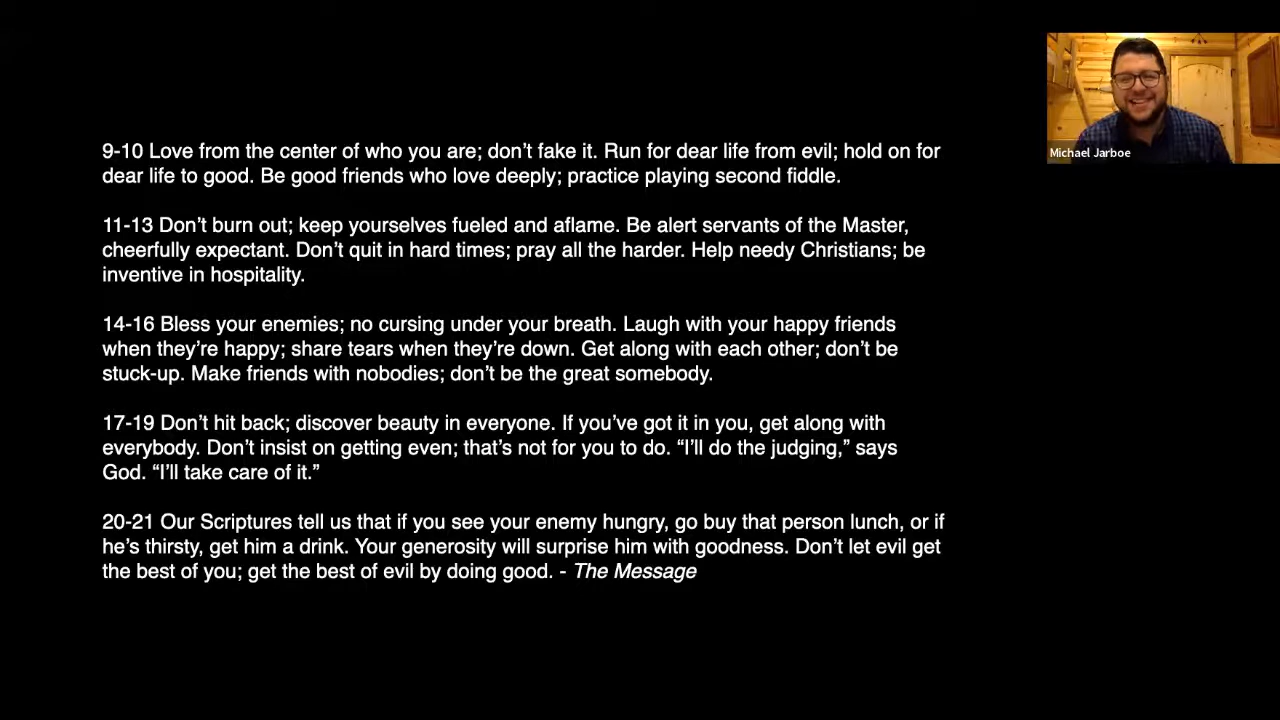 9-10 Love from the center of who you are; don’t fake it. Run for dear life from evil; hold on for
dear life to good. Be good friends who love deeply; practice playing second fiddle.
11-13 Don’t burn out; keep yourselves fueled and aflame. Be alert servants of the Master,
cheerfully expectant. Don’t quit in hard times; pray all the harder. Help needy Christians; be
inventive in hospitality.
14-16 Bless your enemies; no cursing under your breath. Laugh with your happy friends
when they’re happy; share tears when they’re down. Get along with each other; don’t be
stuck-up. Make friends with nobodies; don’t be the great somebody.
17-19 Don’t hit back; discover beauty in everyone. If you’ve got it in you, get along with
everybody. Don’t insist on getting even; that’s not for you to do. “I’ll do the judging,” says
God. “I’ll take care of it.”
20-21 Our Scriptures tell us that if you see your enemy hungry, go buy that person lunch, or if
he’s thirsty, get him a drink. Your generosity will surprise him with goodness. Don’t let evil get
the best of you; get the best of evil by doing good. - The Message
Michael Jarboe